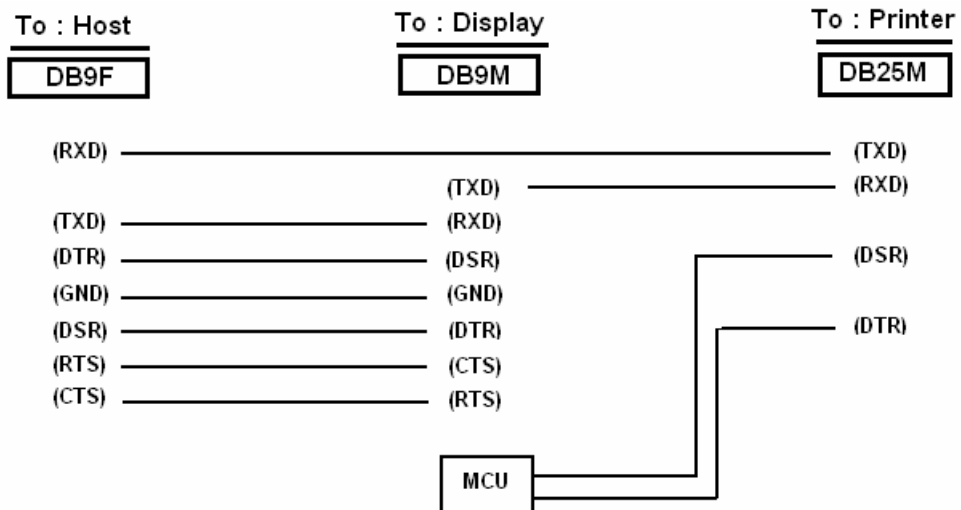 To : Host To : Display To : Printer
DB9F DB9M DB25M
(RXD) (TXD)
(TXD) (RXD)
(TXD) (RXD)
(DTR) (DSR) (DSR)
(GND) (GND)
(DSR) (DTR) (DTR)
(RTS) (CTS)
(CTS) (RTS)
MCU